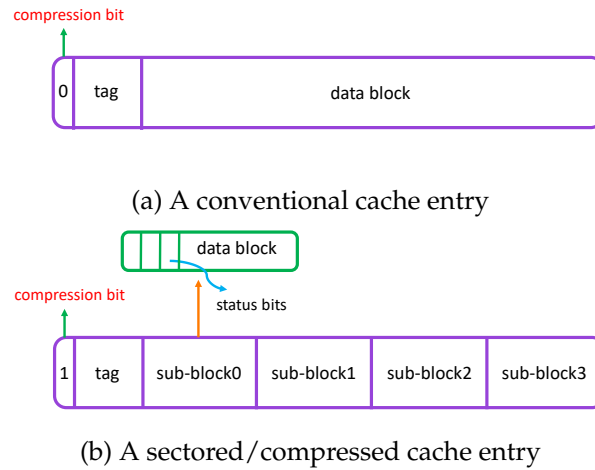 compression bit
0 tag data block
(a) A conventional cache entry
data block
status bits
compression bit
1 tag sub-block0 sub-block1 sub-block2 sub-block3
(b) A sectored/compressed cache entry